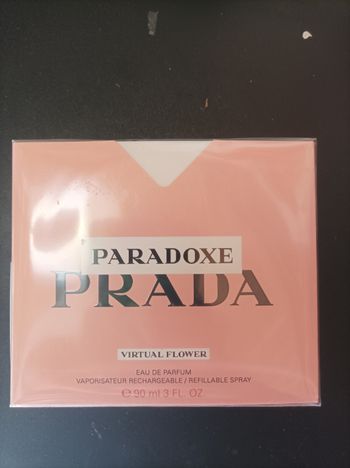 PARADOXE
PRADA
VIRTUAL FLOWER
EAU DE PARFUM
VAPORISATEUR RECHARGEABLE / REFILLABLE SPRAY
℮ 90 ml 3 FL. OZ.